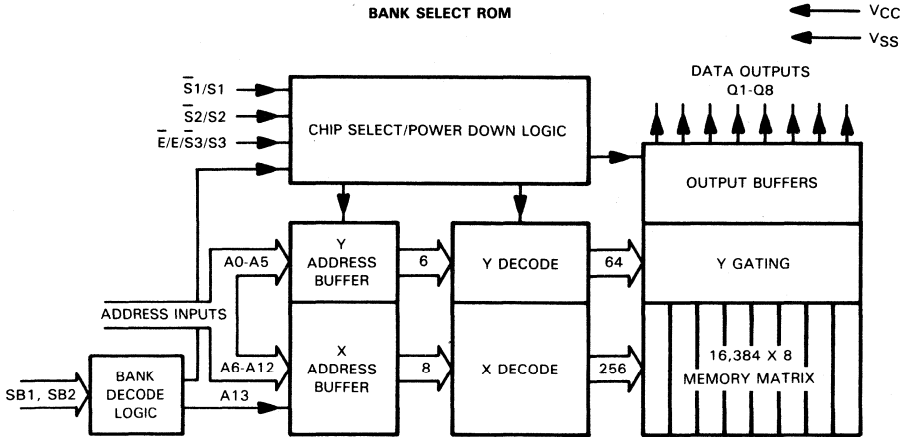 BANK SELECT ROM
VCC
VSS
DATA OUTPUTS
Q1-Q8
S̅1/S1
S̅2/S2
E̅/E/S̅3/S3
CHIP SELECT/POWER DOWN LOGIC
OUTPUT BUFFERS
A0-A5
Y
ADDRESS
BUFFER
6
Y DECODE
64
Y GATING
ADDRESS INPUTS
A6-A12
X
ADDRESS
BUFFER
8
X DECODE
256
16,384 X 8
MEMORY MATRIX
SB1, SB2
BANK
DECODE
LOGIC
A13